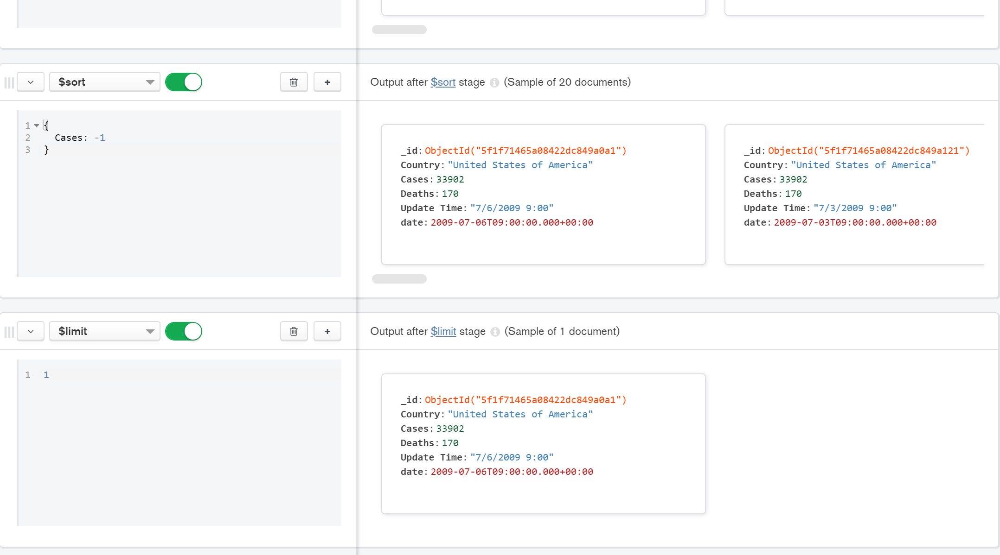 $sort
Output after $sort stage (Sample of 20 documents)
1 {
2 Cases: -1
3 }
_id: ObjectId("5f1f71465a08422dc849a0a1")
Country: "United States of America"
Cases: 33902
Deaths: 170
Update Time: "7/6/2009 9:00"
date: 2009-07-06T09:00:00.000+00:00
_id: ObjectId("5f1f71465a08422dc849a121")
Country: "United States of America"
Cases: 33902
Deaths: 170
Update Time: "7/3/2009 9:00"
date: 2009-07-03T09:00:00.000+00:00
$limit
Output after $limit stage (Sample of 1 document)
1 1
_id: ObjectId("5f1f71465a08422dc849a0a1")
Country: "United States of America"
Cases: 33902
Deaths: 170
Update Time: "7/6/2009 9:00"
date: 2009-07-06T09:00:00.000+00:00